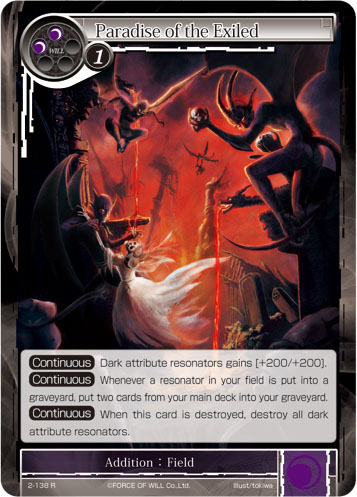 Paradise of the Exiled
WILL
1
Continuous Dark attribute resonators gains [+200/+200].
Continuous Whenever a resonator in your field is put into a
graveyard, put two cards from your main deck into your graveyard.
Continuous When this card is destroyed, destroy all dark
attribute resonators.
Addition : Field
2-138 R ©FORCE OF WILL Co.,Ltd. Illust/tokiwa